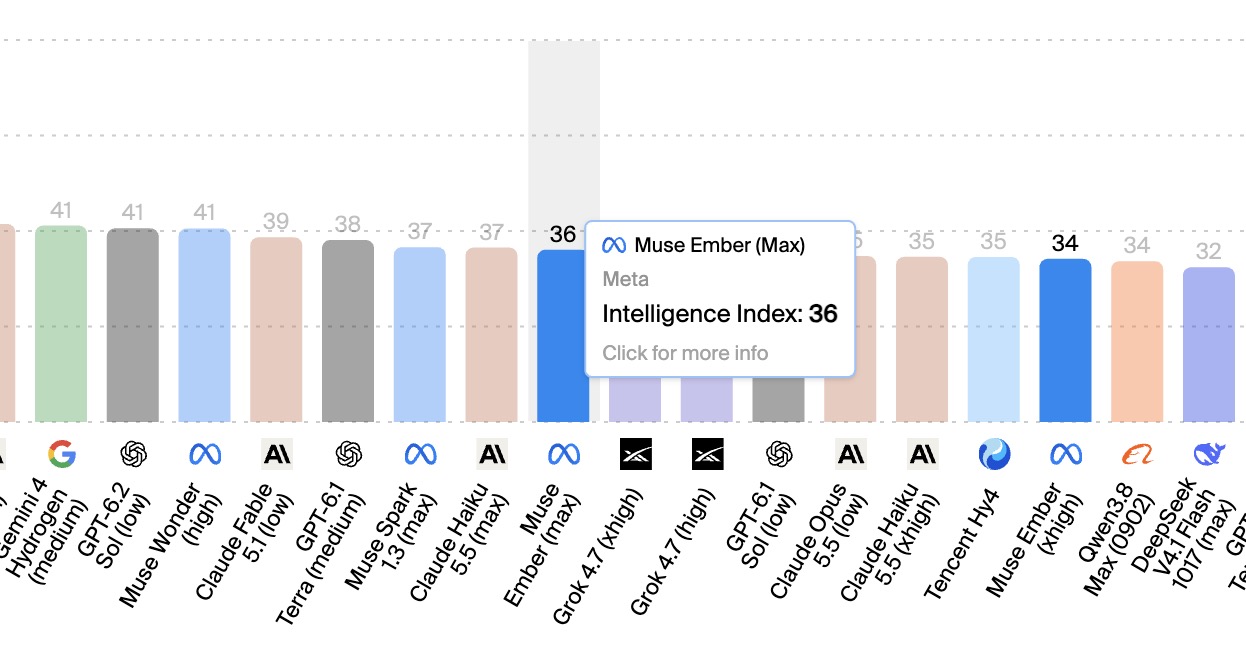 41
41
41
39
38
37
37
36
35
35
34
34
32
Muse Ember (Max)
Meta
Intelligence Index: 36
Click for more info
Gemini 4
Hydrogen
(medium)
GPT-6.2
Sol (low)
Muse Wonder
(high)
Claude Fable
5.1 (low)
GPT-6.1
Terra (medium)
Muse Spark
1.3 (max)
Claude Haiku
5.5 (max)
Muse
Ember (max)
Grok 4.7 (xhigh)
Grok 4.7 (high)
GPT-6.1
Sol (low)
Claude Opus
5.5 (low)
Claude Haiku
5.5 (xhigh)
Tencent Hy4
Muse Ember
(xhigh)
Qwen3.8
Max (0902)
DeepSeek
V4.1 Flash
1017 (max)